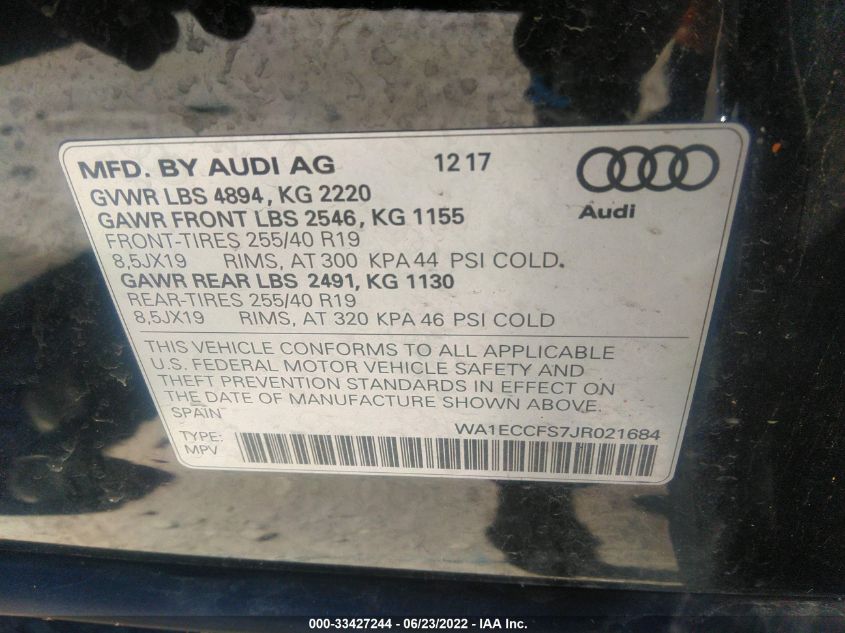 MFD. BY AUDI AG 12 17
GVWR LBS 4894, KG 2220
GAWR FRONT LBS 2546, KG 1155
Audi
FRONT-TIRES 255/40 R19
8,5JX19 RIMS, AT 300 KPA 44 PSI COLD.
GAWR REAR LBS 2491, KG 1130
REAR-TIRES 255/40 R19
8,5JX19 RIMS, AT 320 KPA 46 PSI COLD
THIS VEHICLE CONFORMS TO ALL APPLICABLE
U.S. FEDERAL MOTOR VEHICLE SAFETY AND
THEFT PREVENTION STANDARDS IN EFFECT ON
THE DATE OF MANUFACTURE SHOWN ABOVE.
SPAIN
WA1ECCFS7JR021684
TYPE:
MPV
000-33427244 - 06/23/2022 - IAA Inc.